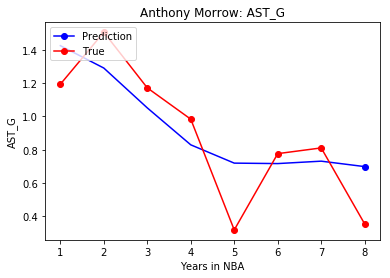 Anthony Morrow: AST_G
Prediction
True
1.4
1.2
1.0
0.8
0.6
0.4
AST_G
1 2 3 4 5 6 7 8
Years in NBA